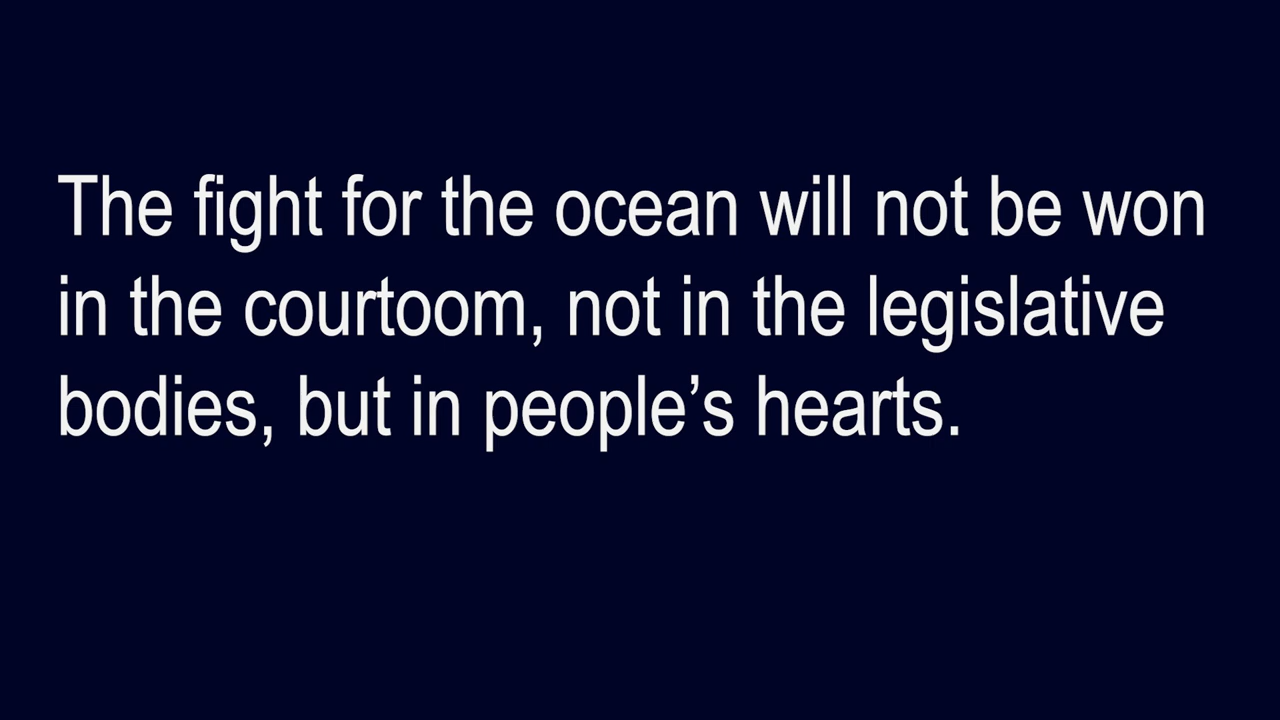 The fight for the ocean will not be won
in the courtoom, not in the legislative
bodies, but in people’s hearts.